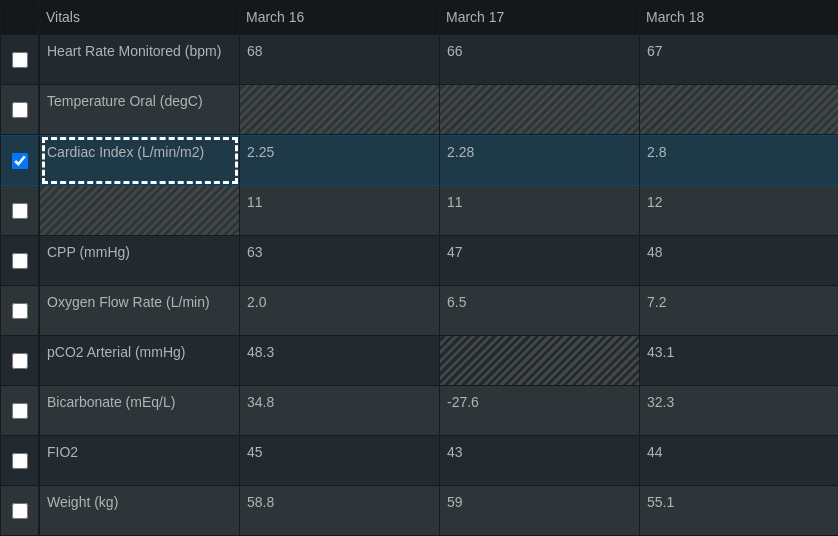 Vitals March 16 March 17 March 18
Heart Rate Monitored (bpm) 68 66 67
Temperature Oral (degC)
Cardiac Index (L/min/m2) 2.25 2.28 2.8
11 11 12
CPP (mmHg) 63 47 48
Oxygen Flow Rate (L/min) 2.0 6.5 7.2
pCO2 Arterial (mmHg) 48.3 43.1
Bicarbonate (mEq/L) 34.8 -27.6 32.3
FIO2 45 43 44
Weight (kg) 58.8 59 55.1